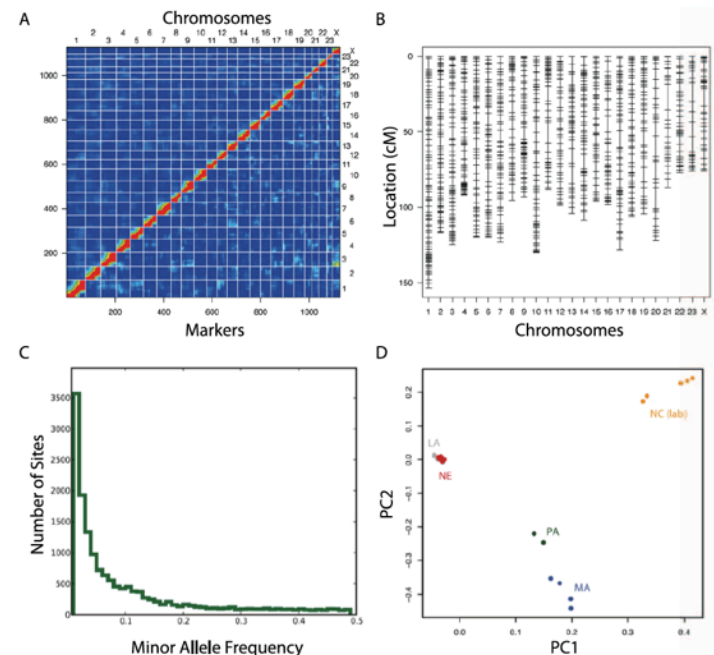 A
Chromosomes
1 2 3 4 5 6 7 8 9 10 11 12 13 14 15 16 17 18 19 20 21 22 23 X
1000
800
600
400
200
X
23
22
21
20
19
18
17
16
15
14
13
12
11
10
9
8
7
6
5
4
3
2
1
200 400 600 800 1000
Markers
B
Location (cM)
0
50
100
150
1 2 3 4 5 6 7 8 9 10 11 12 13 14 15 16 17 18 19 20 21 22 23 X
Chromosomes
C
Number of Sites
3500
3000
2500
2000
1500
1000
500
0
0.1 0.2 0.3 0.4 0.5
Minor Allele Frequency
D
PC2
0.2
0.1
0.0
−0.1
−0.2
−0.3
−0.4
NC (lab)
LA
NE
PA
MA
0.0 0.1 0.2 0.3 0.4
PC1